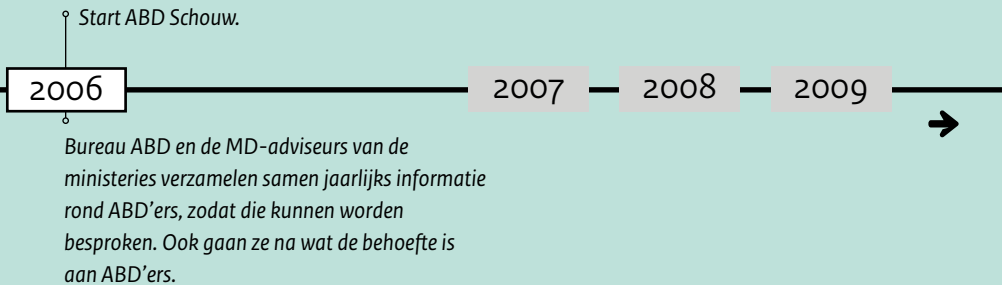 Start ABD Schouw.
2006
2007
2008
2009
Bureau ABD en de MD-adviseurs van de
ministeries verzamelen samen jaarlijks informatie
rond ABD’ers, zodat die kunnen worden
besproken. Ook gaan ze na wat de behoefte is
aan ABD’ers.